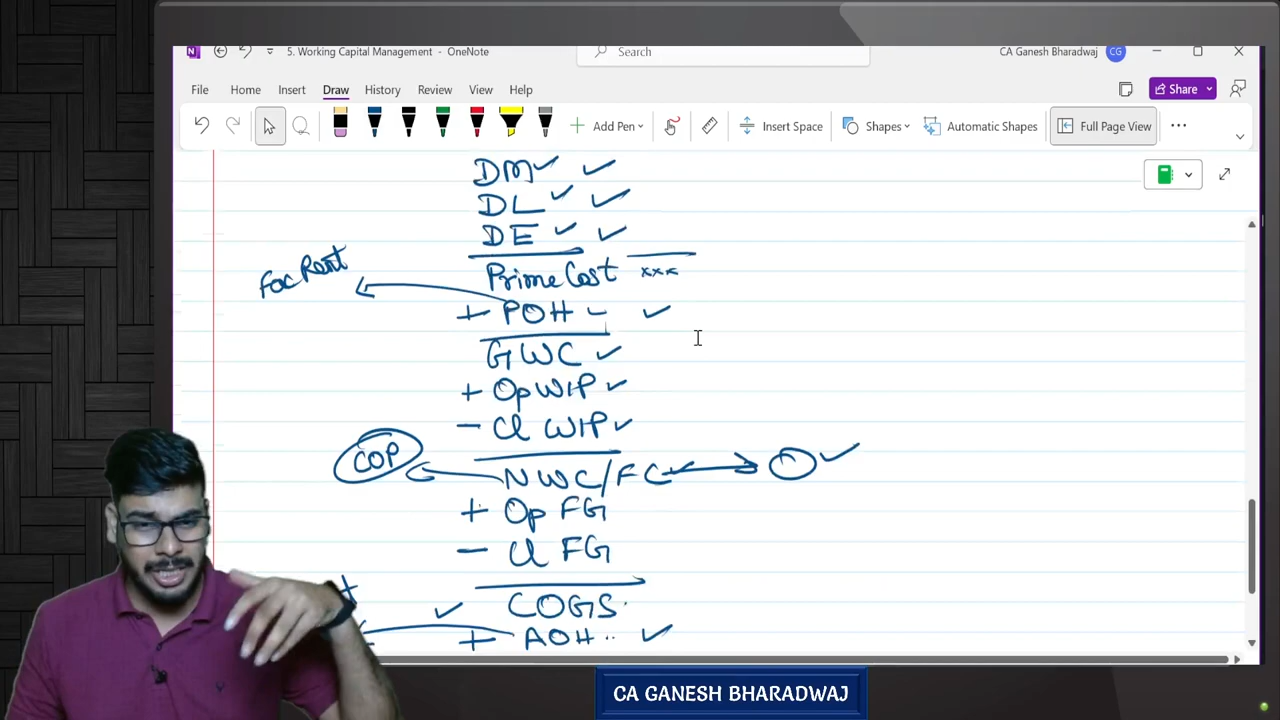 5. Working Capital Management - OneNote
Search
CA Ganesh Bharadwaj CG
File Home Insert Draw History Review View Help
Share
Add Pen Insert Space Shapes Automatic Shapes Full Page View
DM
DL
DE
Prime Cost xxx
Fac Rent
+ POH
GWC
+ Op WIP
- Cl WIP
COP
NWC/FC
+ Op FG
- Cl FG
COGS
+ AOH
CA GANESH BHARADWAJ